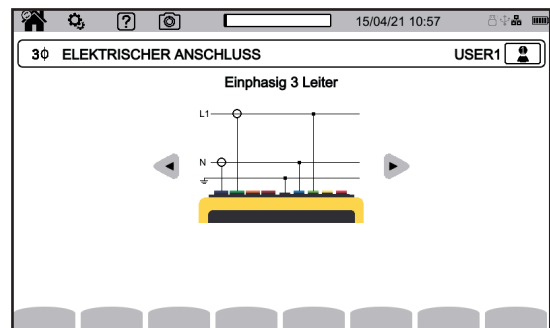 15/04/21 10:57
3ϕ ELEKTRISCHER ANSCHLUSS USER1
Einphasig 3 Leiter
L1
N